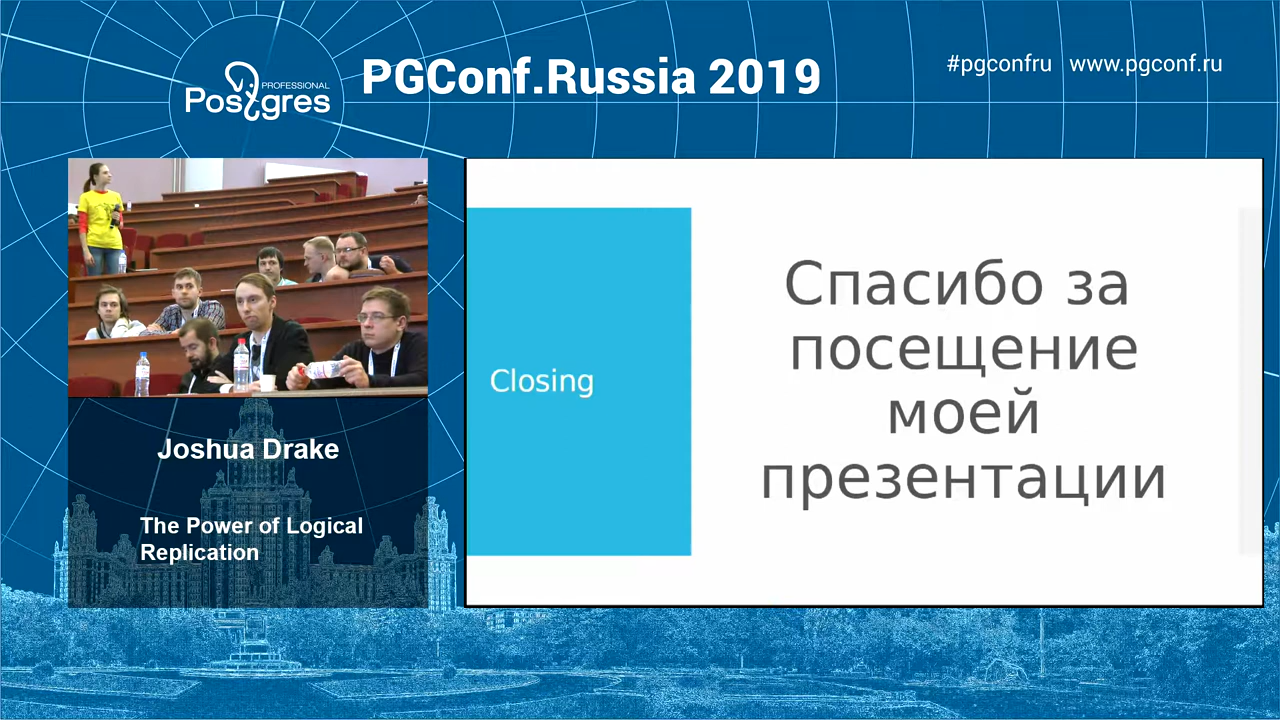 PROFESSIONAL
Postgres
PGConf.Russia 2019
#pgconfru www.pgconf.ru
Closing
Спасибо за
посещение
моей
презентации
Joshua Drake
The Power of Logical
Replication